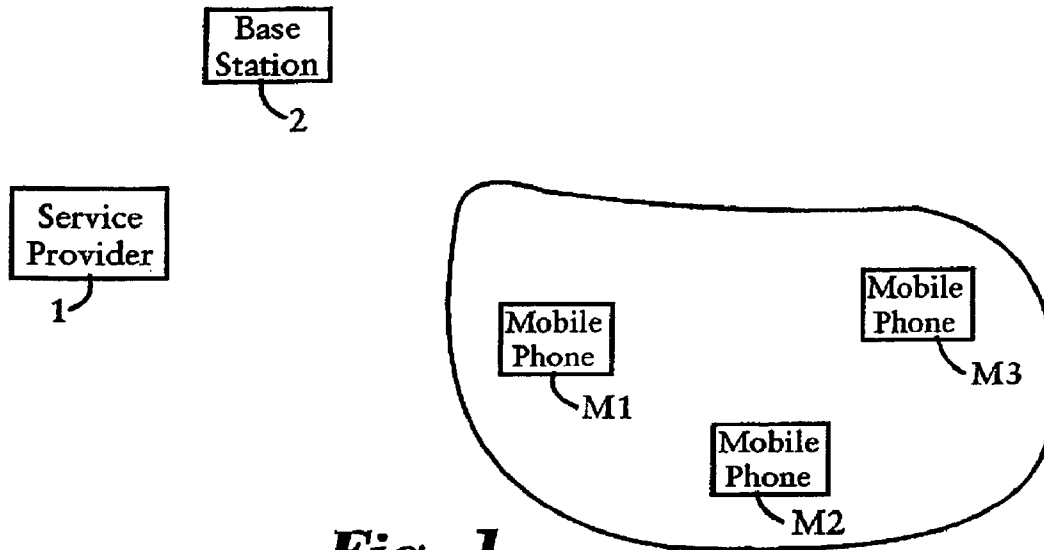 Base
Station
2
Service
Provider
1
Mobile
Phone
M1
Mobile
Phone
M3
Mobile
Phone
M2